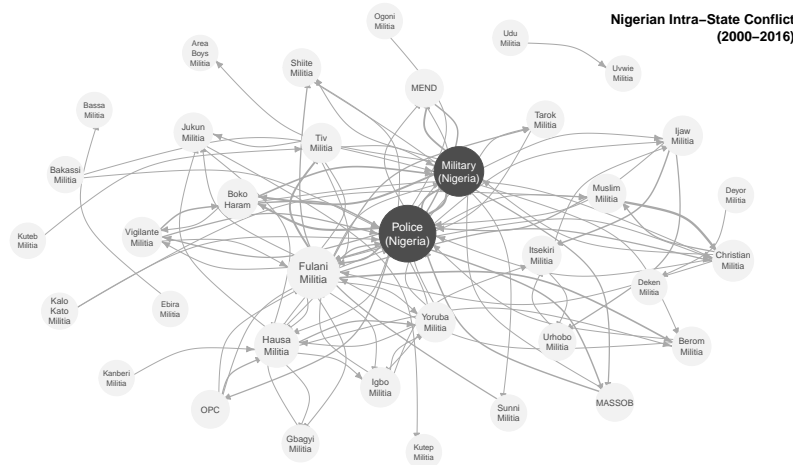 Nigerian Intra−State Conflict
(2000−2016)
Ogoni
Militia
Udu
Militia
Area
Boys
Militia
Shiite
Militia
Uvwie
Militia
MEND
Bassa
Militia
Jukun
Militia
Tiv
Militia
Tarok
Militia
Ijaw
Militia
Military
(Nigeria)
Bakassi
Militia
Boko
Haram
Muslim
Militia
Deyor
Militia
Kuteb
Militia
Vigilante
Militia
Police
(Nigeria)
Itsekiri
Militia
Christian
Militia
Fulani
Militia
Deken
Militia
Kalo
Kato
Militia
Ebira
Militia
Yoruba
Militia
Urhobo
Militia
Berom
Militia
Hausa
Militia
Kanberi
Militia
Igbo
Militia
OPC
Sunni
Militia
MASSOB
Gbagyi
Militia
Kutep
Militia